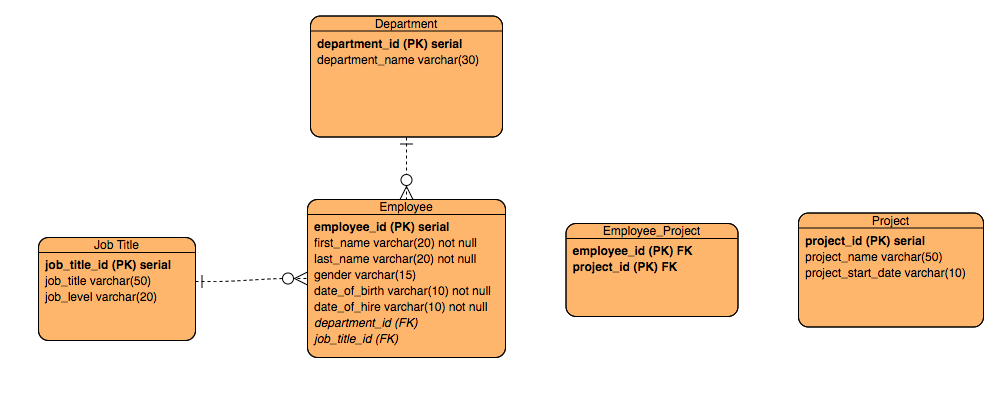 Department
department_id (PK) serial
department_name varchar(30)
Employee
employee_id (PK) serial
first_name varchar(20) not null
last_name varchar(20) not null
gender varchar(15)
date_of_birth varchar(10) not null
date_of_hire varchar(10) not null
department_id (FK)
job_title_id (FK)
Job Title
job_title_id (PK) serial
job_title varchar(50)
job_level varchar(20)
Employee_Project
employee_id (PK) FK
project_id (PK) FK
Project
project_id (PK) serial
project_name varchar(50)
project_start_date varchar(10)